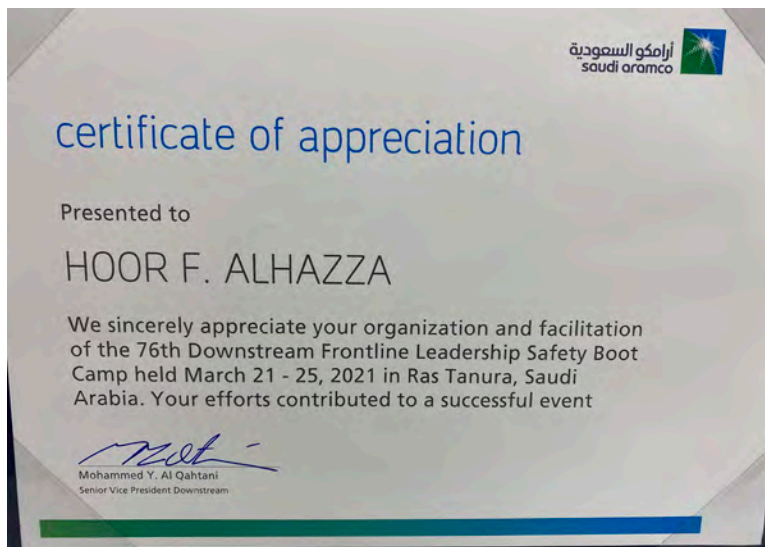 أرامكو السعودية
saudi aramco
certificate of appreciation
Presented to
HOOR F. ALHAZZA
We sincerely appreciate your organization and facilitation
of the 76th Downstream Frontline Leadership Safety Boot
Camp held March 21 - 25, 2021 in Ras Tanura, Saudi
Arabia. Your efforts contributed to a successful event
Mohammed Y. Al Qahtani
Senior Vice President Downstream